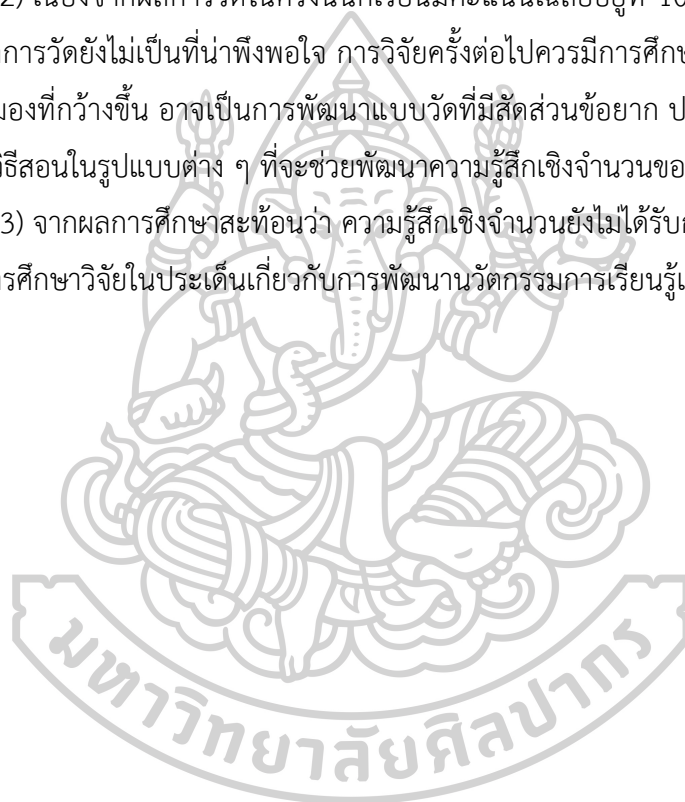 2) เนื่องจากผลการวัดในครั้งนี้นักเรียนมีคะแนนเฉลี่ยอยู่ที่ 10
การวัดยังไม่เป็นที่น่าพึงพอใจ การวิจัยครั้งต่อไปควรมีการศึกษ
มองที่กว้างขึ้น อาจเป็นการพัฒนาแบบวัดที่มีสัดส่วนข้อยาก ป
วิธีสอนในรูปแบบต่าง ๆ ที่จะช่วยพัฒนาความรู้สึกเชิงจำนวนขอ
3) จากผลการศึกษาสะท้อนว่า ความรู้สึกเชิงจำนวนยังไม่ได้รับ
ารศึกษาวิจัยในประเด็นเกี่ยวกับการพัฒนานวัตกรรมการเรียนรู้เ
มหาวิทยาลัยศิลปากร